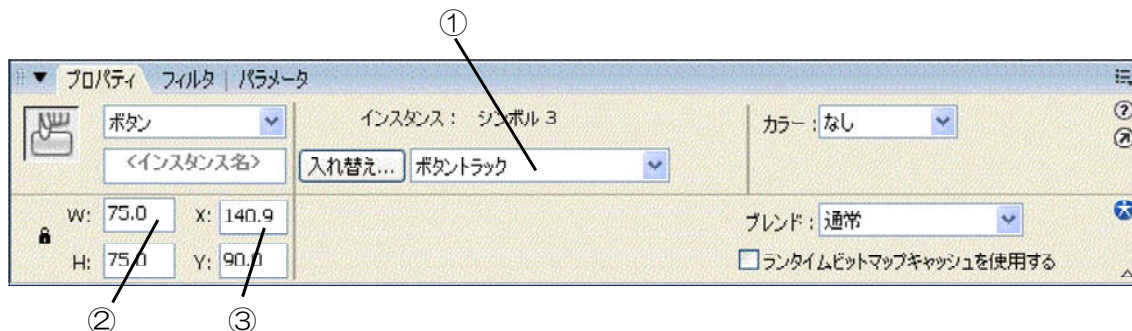 ①
プロパティ フィルタ | パラメータ
ボタン
<インスタンス名>
インスタンス： シンボル 3
入れ替え... ボタントラック
カラー：なし
W: 75.0 X: 140.9
H: 75.0 Y: 90.0
ブレンド：通常
ランタイムビットマップキャッシュを使用する
② ③